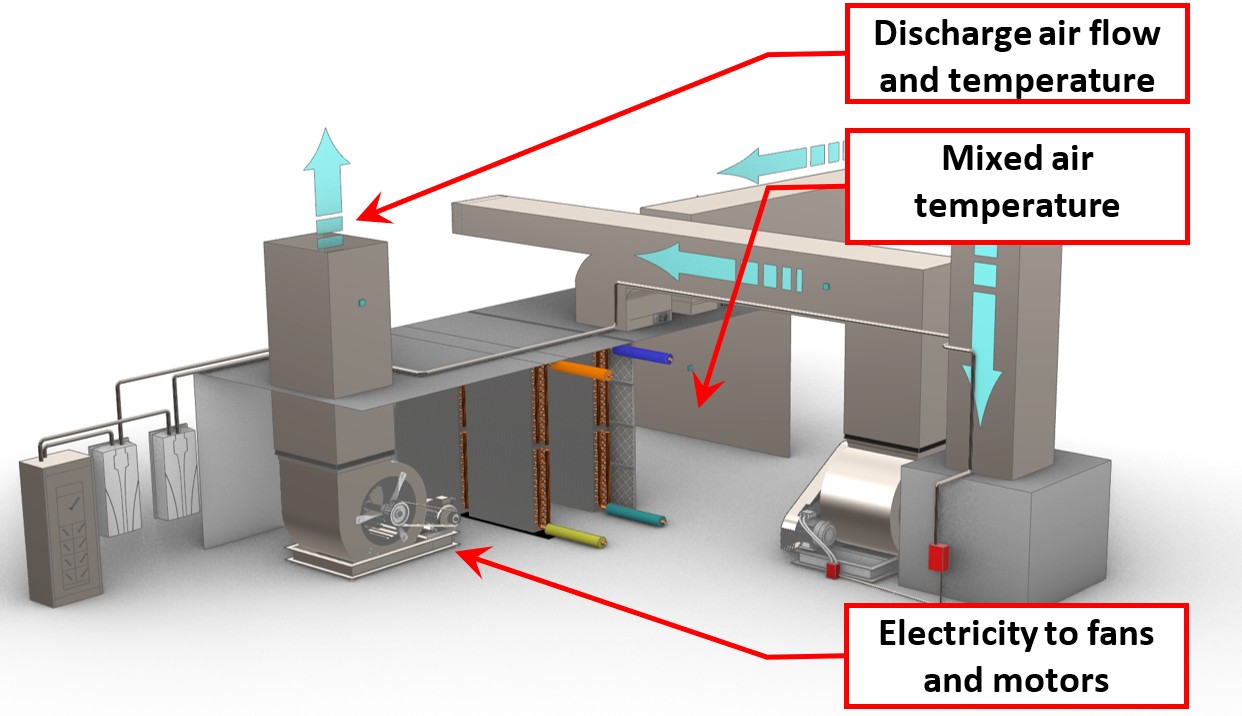 Discharge air flow
and temperature
Mixed air
temperature
Electricity to fans
and motors